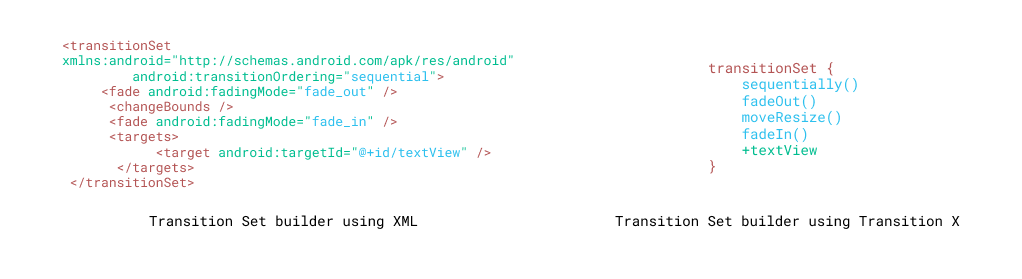 <transitionSet
xmlns:android="http://schemas.android.com/apk/res/android"
android:transitionOrdering="sequential">
<fade android:fadingMode="fade_out" />
<changeBounds />
<fade android:fadingMode="fade_in" />
<targets>
<target android:targetId="@+id/textView" />
</targets>
</transitionSet>
Transition Set builder using XML
transitionSet {
sequentially()
fadeOut()
moveResize()
fadeIn()
+textView
}
Transition Set builder using Transition X